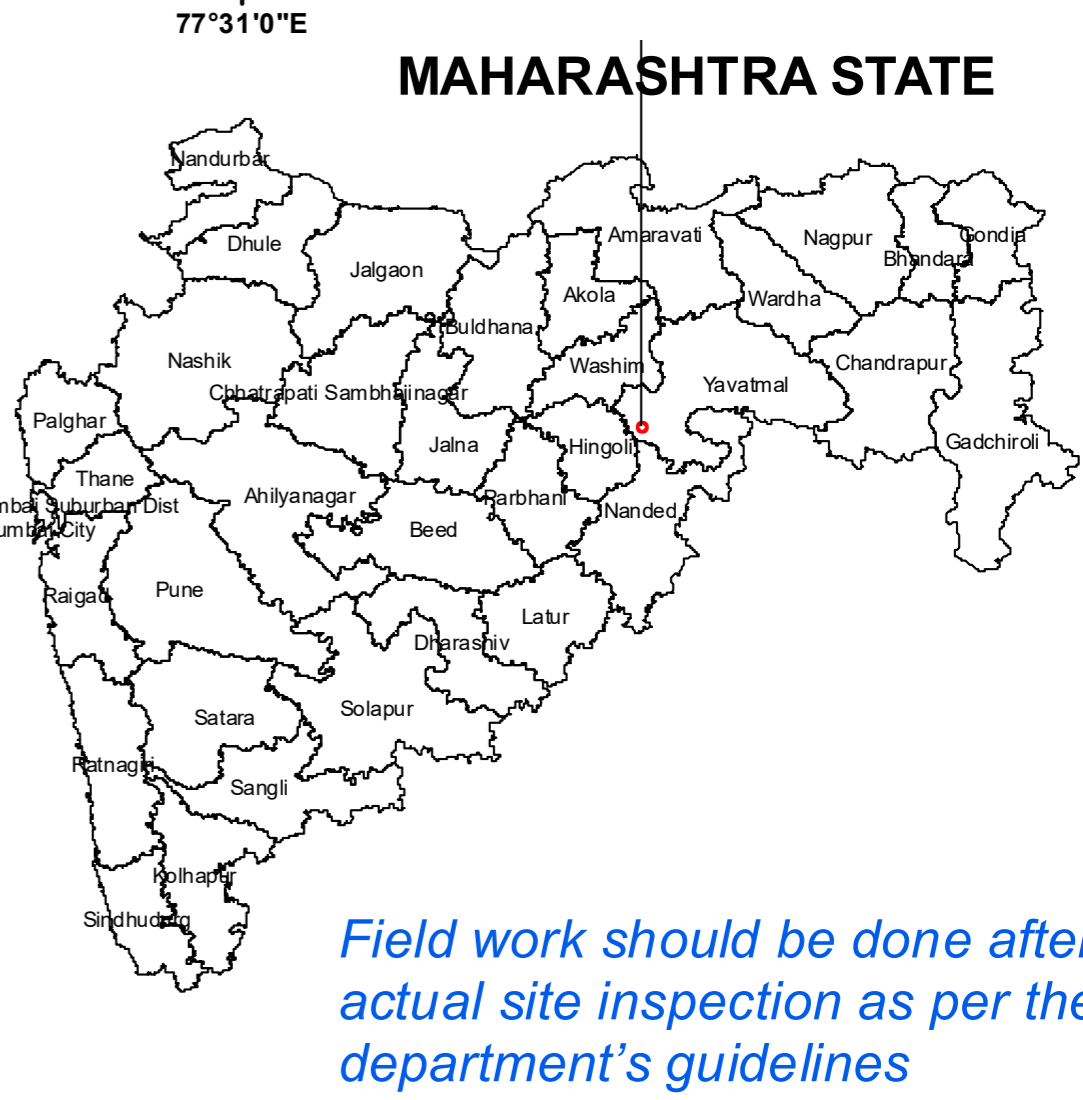 77°31'0"E
MAHARASHTRA STATE
Nandurbar
Dhule
Jalgaon
Amaravati
Nagpur
Gondia
Bhandara
Akola
Wardha
Buldhana
Nashik
Washim
Chandrapur
Yavatmal
Chhatrapati Sambhajinagar
Palghar
Jalna
Hingoli
Gadchiroli
Thane
Ahilyanagar
Parbhani
Suburban Dist
Nanded
City
Beed
Raigad
Pune
Latur
Dharashiv
Satara
Solapur
Ratnagiri
Sangli
Kolhapur
Sindhudurg
Field work should be done after
actual site inspection as per the
department’s guidelines